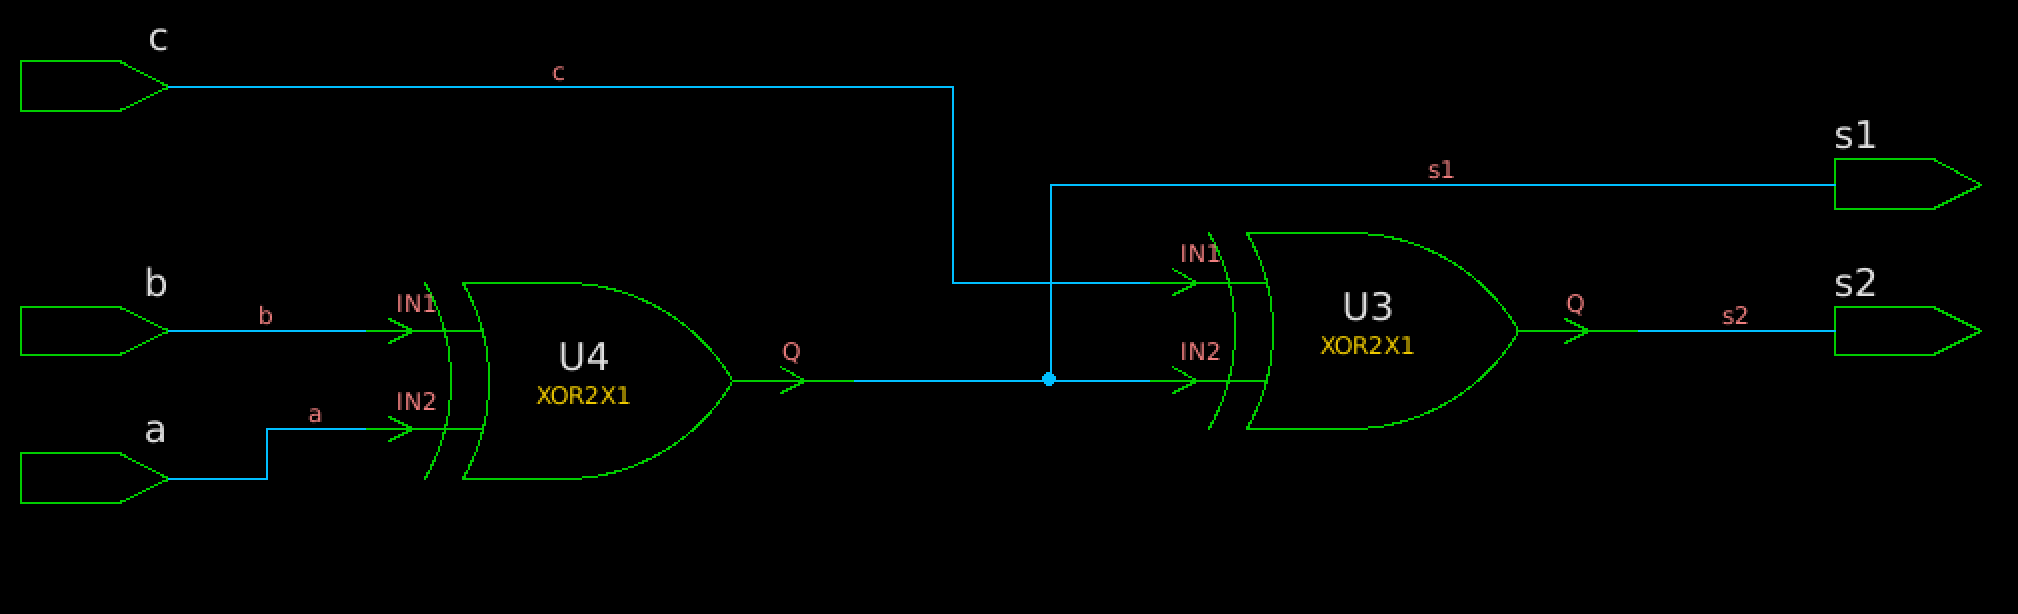 c
c
s1
s1
b
b
IN1
IN1
U3
XOR2X1
Q
s2
s2
IN2
U4
XOR2X1
Q
a
a
IN2